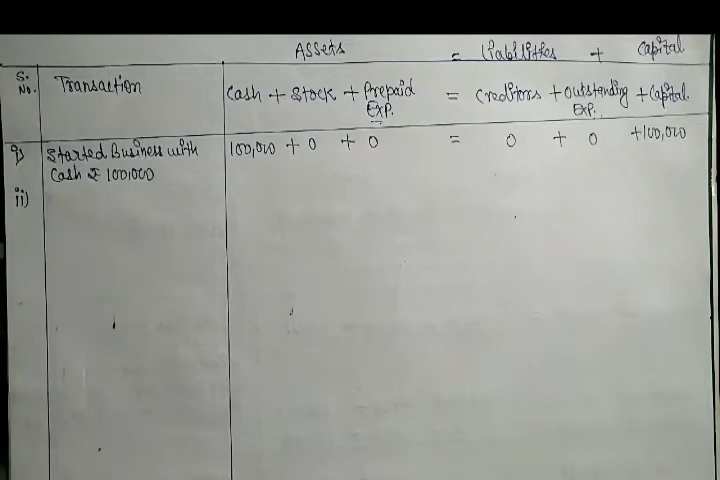 Assets = Liabilities + Capital
S. No. Transaction Cash + Stock + Prepaid Exp. = Creditors + Outstanding Exp. + Capital
i) Started Business with 100,000 + 0 + 0 = 0 + 0 +100,000
Cash ₹ 100,000
ii)